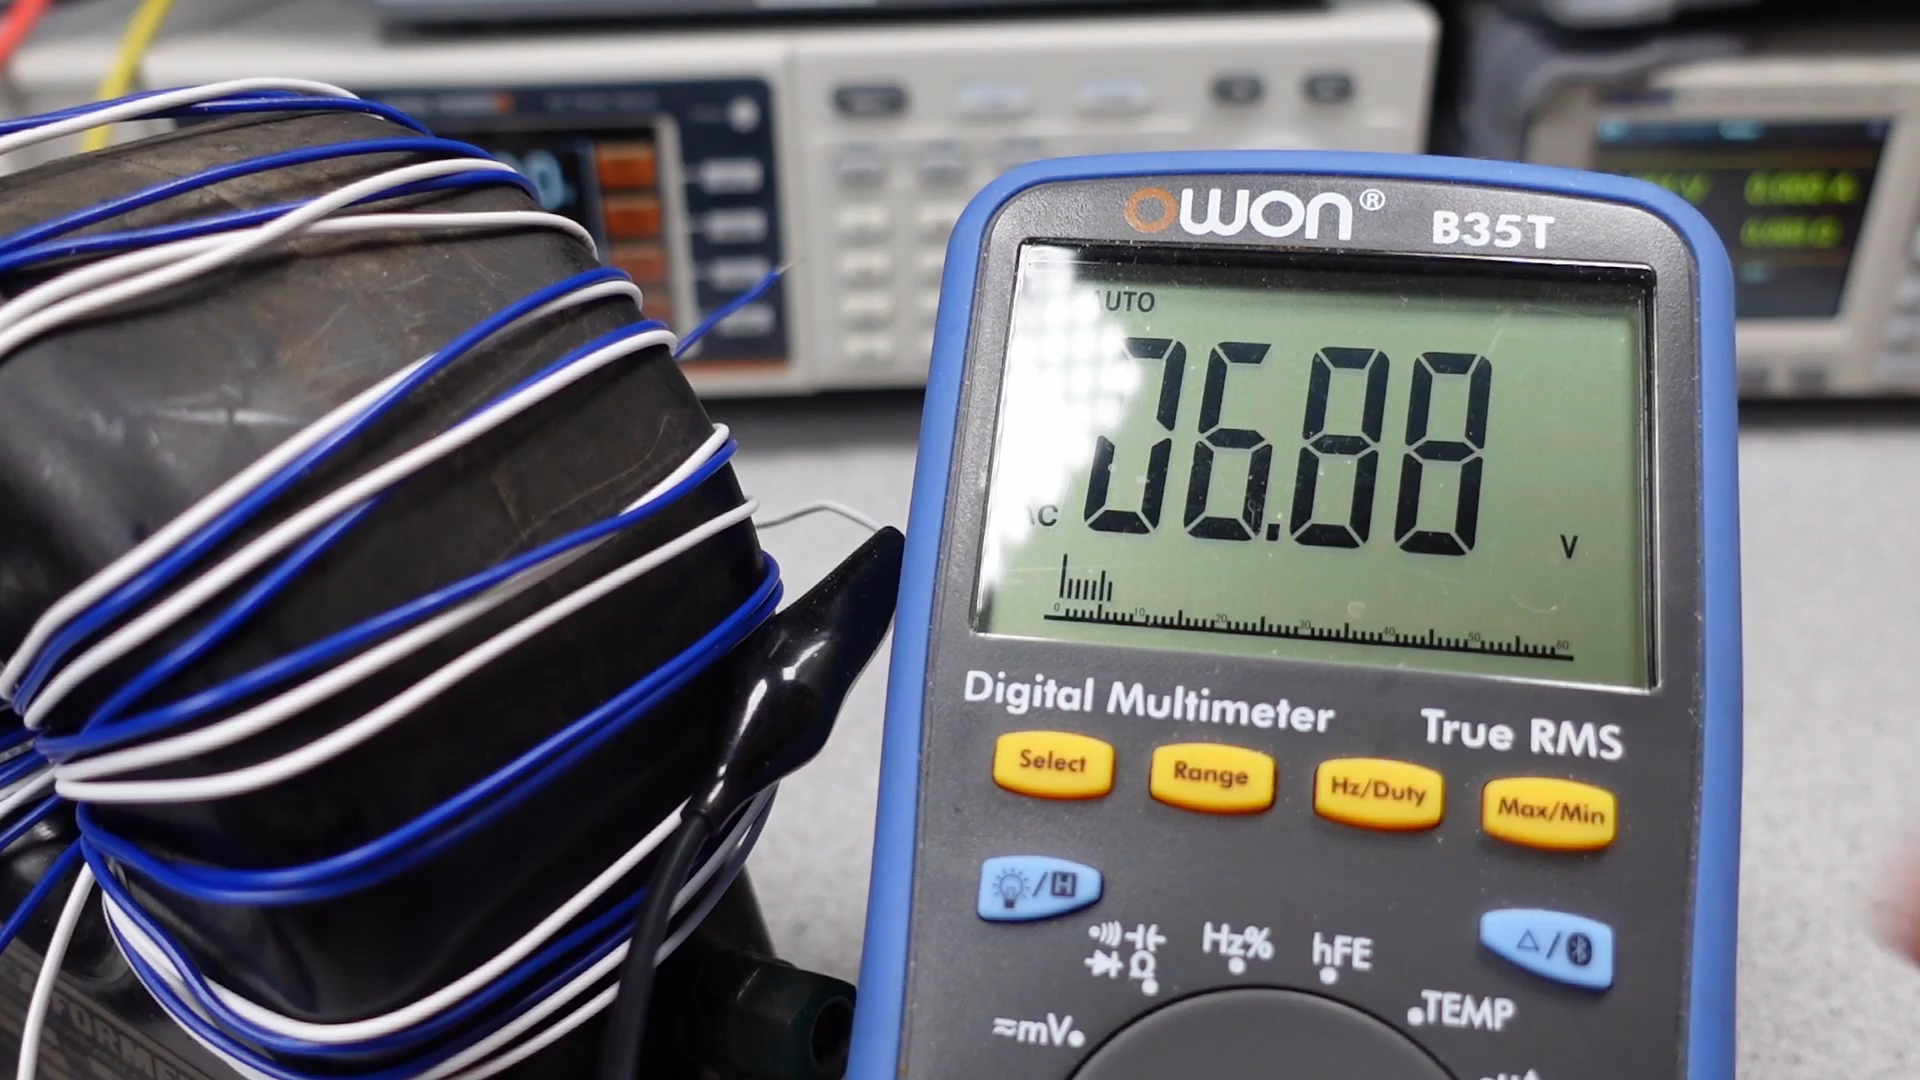 OWON® B35T
AUTO
AC 06.88 V
0 10 20 30 40 50 60
Digital Multimeter True RMS
Select Range Hz/Duty Max/Min
/H
Δ/
Hz% hFE
Ω
≂mV TEMP
FORME